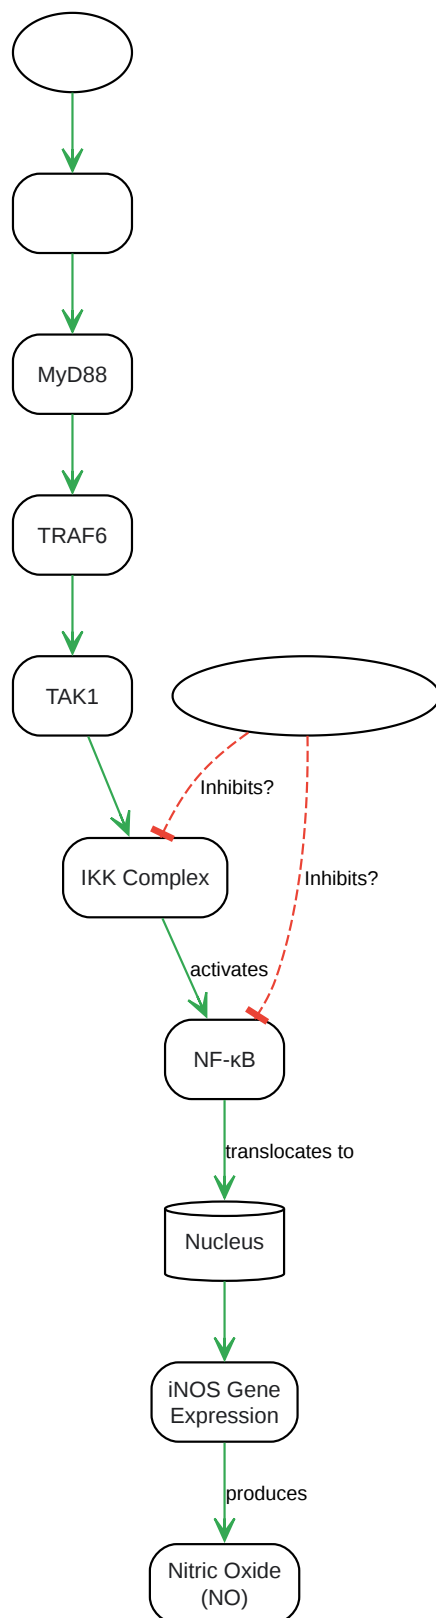 MyD88
TRAF6
TAK1
Inhibits?
IKK Complex
Inhibits?
activates
NF-κB
translocates to
Nucleus
iNOS Gene
Expression
produces
Nitric Oxide
(NO)